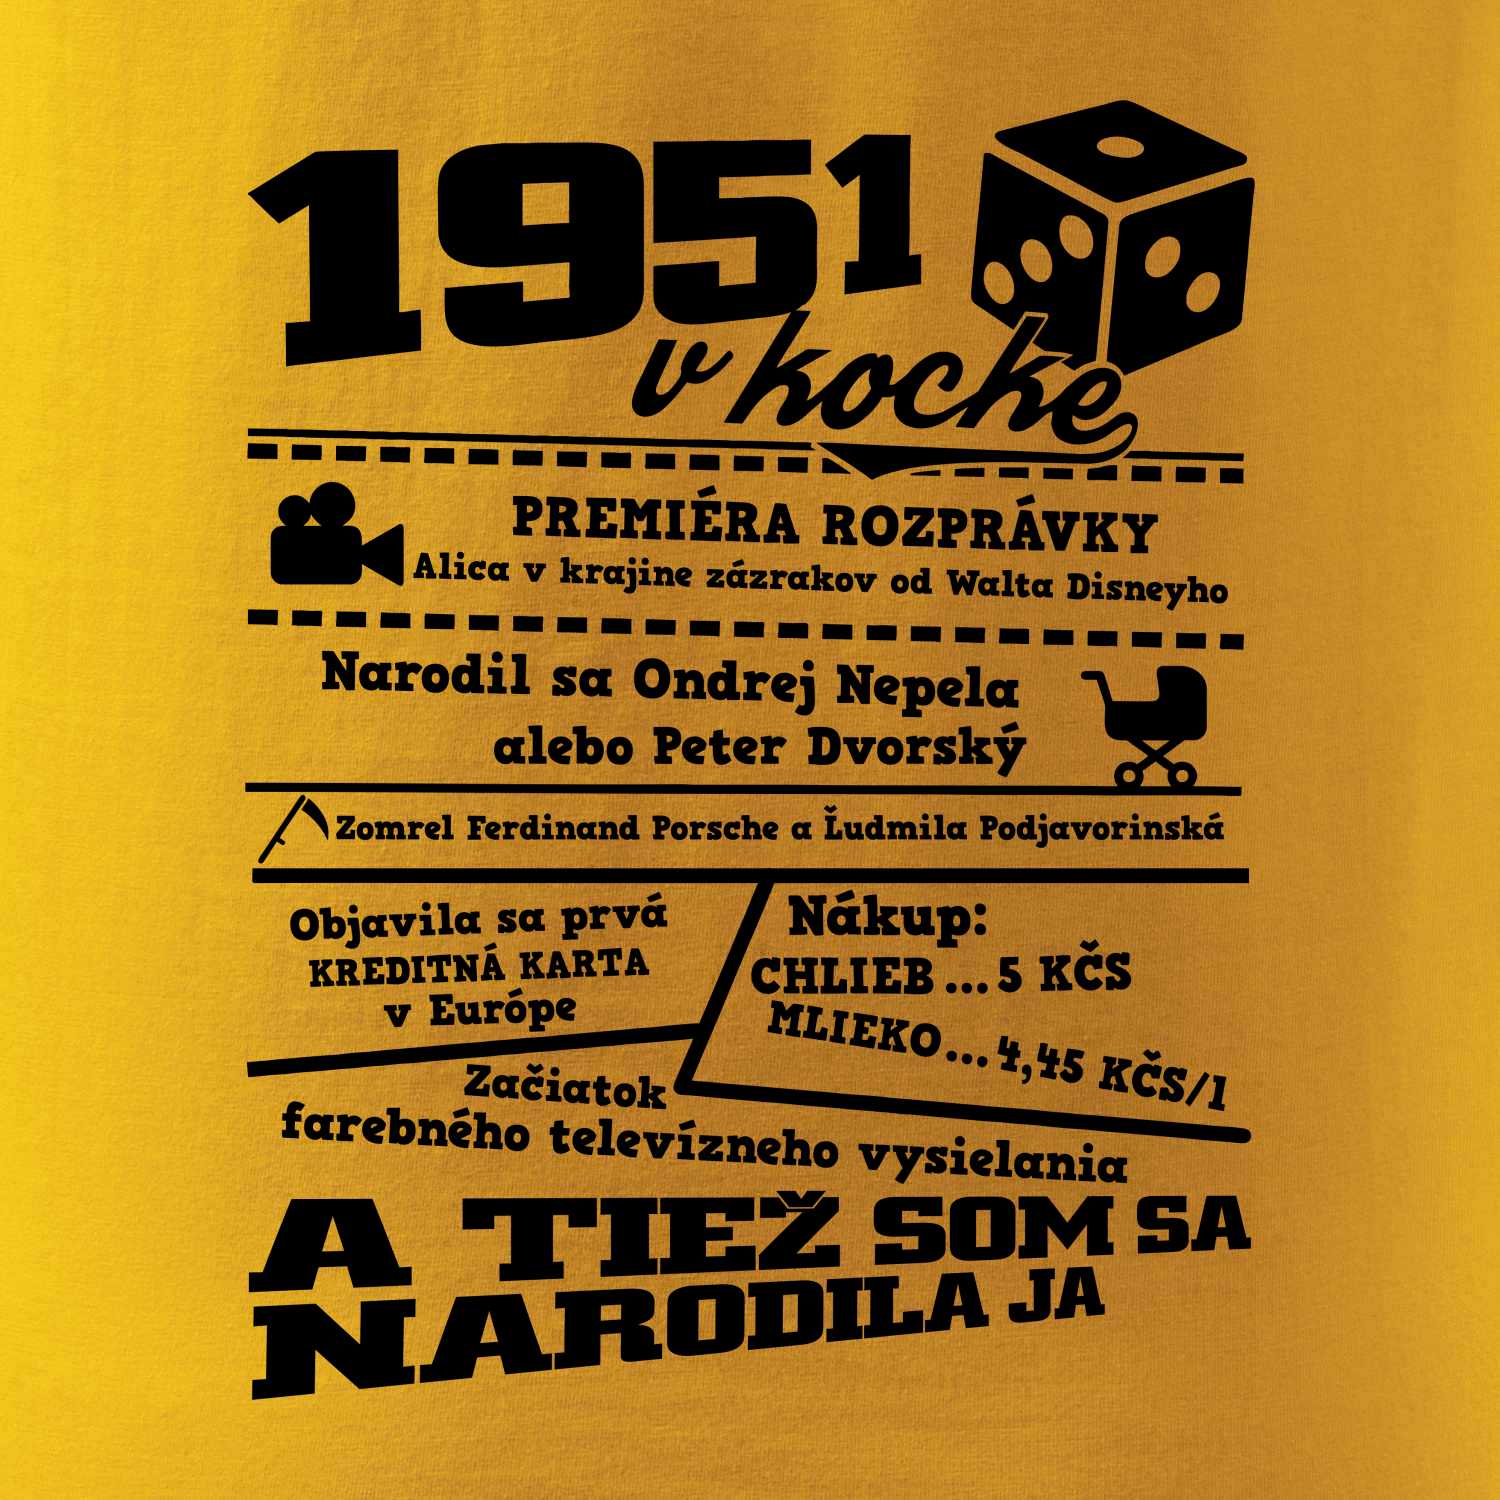 1951
v kocke
PREMIÉRA ROZPRÁVKY
Alica v krajine zázrakov od Walta Disneyho
Narodil sa Ondrej Nepela
alebo Peter Dvorský
Zomrel Ferdinand Porsche a Ľudmila Podjavorinská
Objavila sa prvá
KREDITNÁ KARTA
v Európe
Nákup:
CHLIEB...5 KČS
MLIEKO...4,45 KČS/l
Začiatok
farebného televízneho vysielania
A TIEŽ SOM SA
NARODILA JA